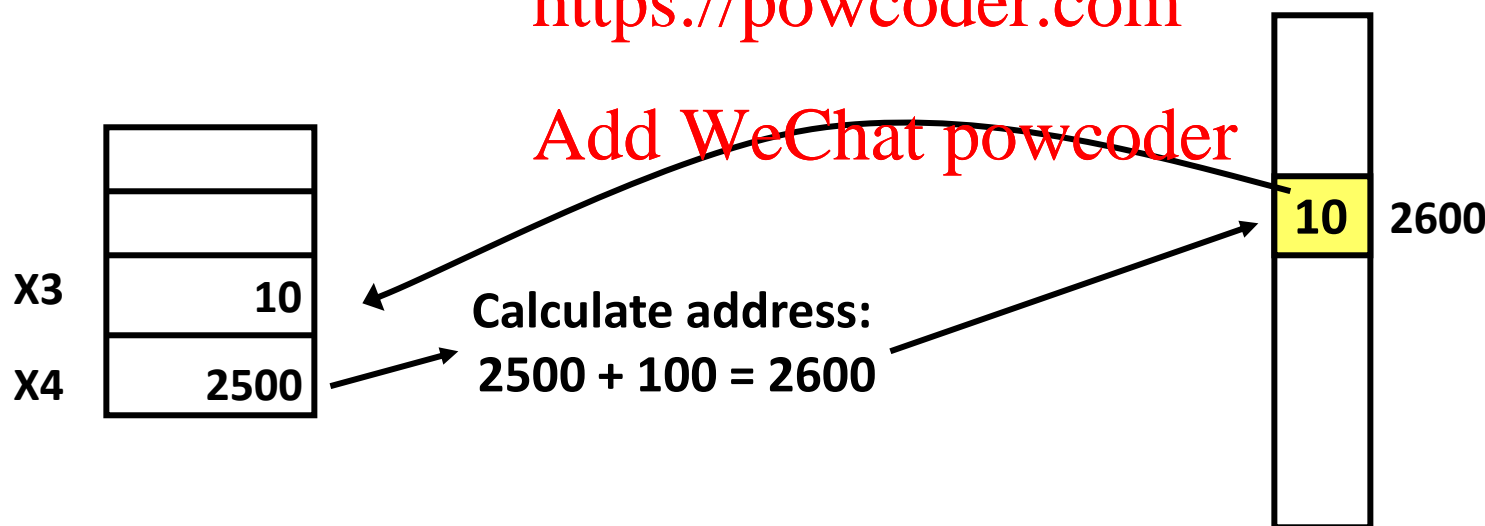 https://powcoder.com
Add WeChat powcoder
10 2600
X3 10
Calculate address:
X4 2500
2500 + 100 = 2600